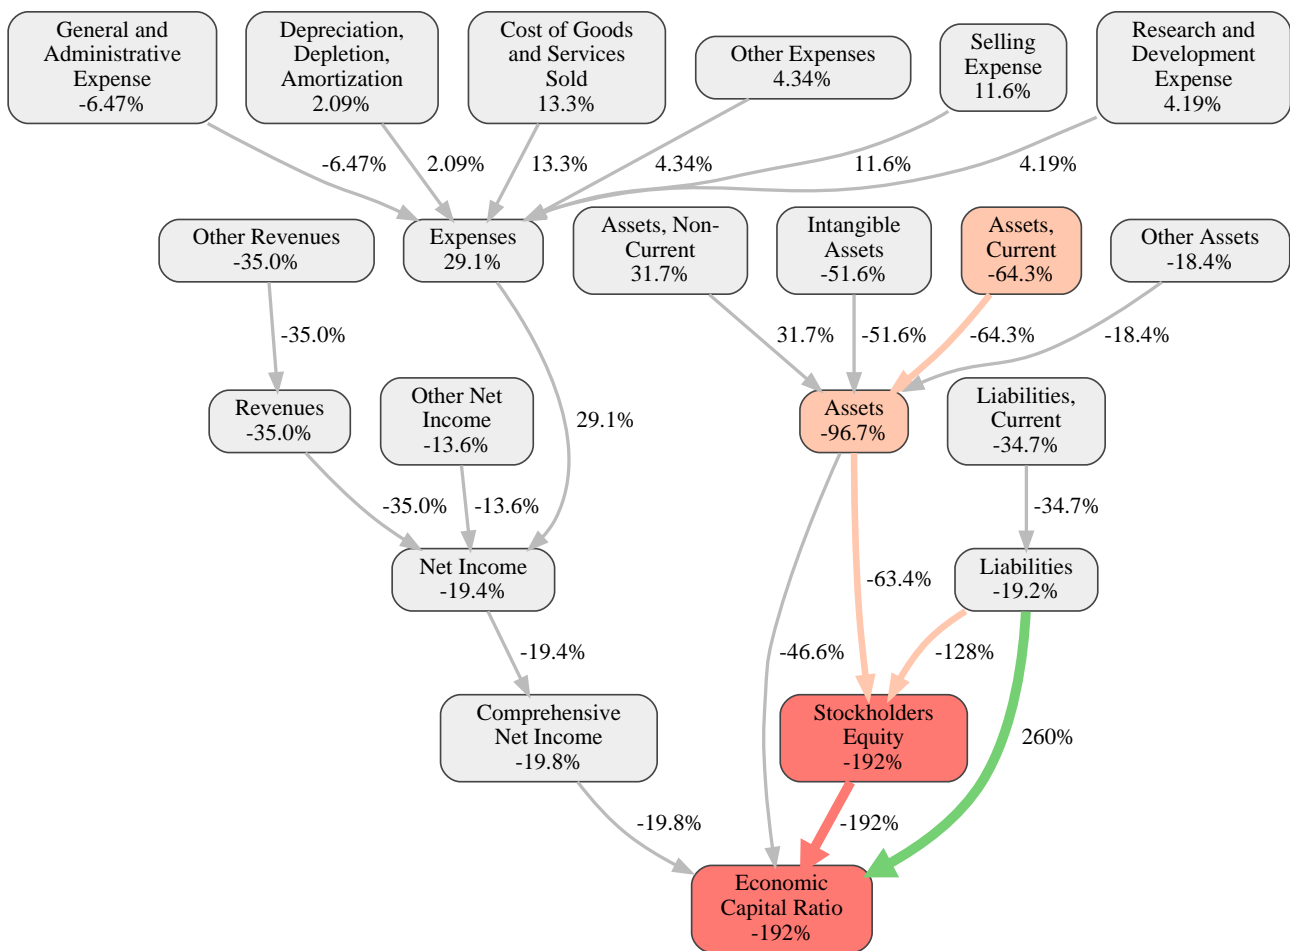 General and
Administrative
Expense
-6.47%
Depreciation,
Depletion,
Amortization
2.09%
Cost of Goods
and Services
Sold
13.3%
Other Expenses
4.34%
Selling
Expense
11.6%
Research and
Development
Expense
4.19%
-6.47%
2.09%
13.3%
4.34%
11.6%
4.19%
Other Revenues
-35.0%
Expenses
29.1%
Assets, Non-
Current
31.7%
Intangible
Assets
-51.6%
Assets,
Current
-64.3%
Other Assets
-18.4%
-35.0%
31.7%
-51.6%
-64.3%
-18.4%
Revenues
-35.0%
Other Net
Income
-13.6%
29.1%
Assets
-96.7%
Liabilities,
Current
-34.7%
-35.0%
-13.6%
-34.7%
Net Income
-19.4%
-63.4%
Liabilities
-19.2%
-19.4%
-46.6%
-128%
Comprehensive
Net Income
-19.8%
Stockholders
Equity
-192%
260%
-19.8%
-192%
Economic
Capital Ratio
-192%